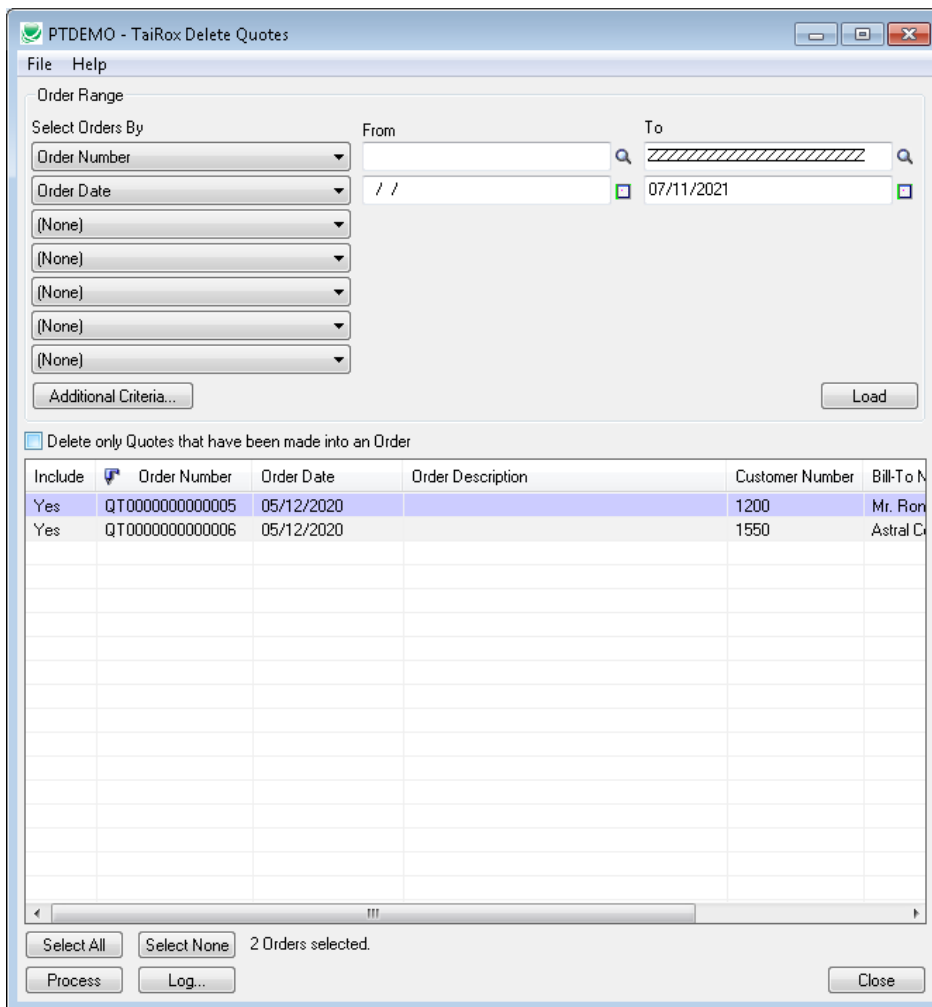 PTDEMO - TaiRox Delete Quotes
File Help
Order Range
Select Orders By From To
Order Number ZZZZZZZZZZZZZZZZZZZZZZ
Order Date / / 07/11/2021
(None)
(None)
(None)
(None)
(None)
Additional Criteria... Load
Delete only Quotes that have been made into an Order
Include Order Number Order Date Order Description Customer Number Bill-To N
Yes QT0000000000005 05/12/2020 1200 Mr. Ron
Yes QT0000000000006 05/12/2020 1550 Astral
Select All Select None 2 Orders selected.
Process Log... Close